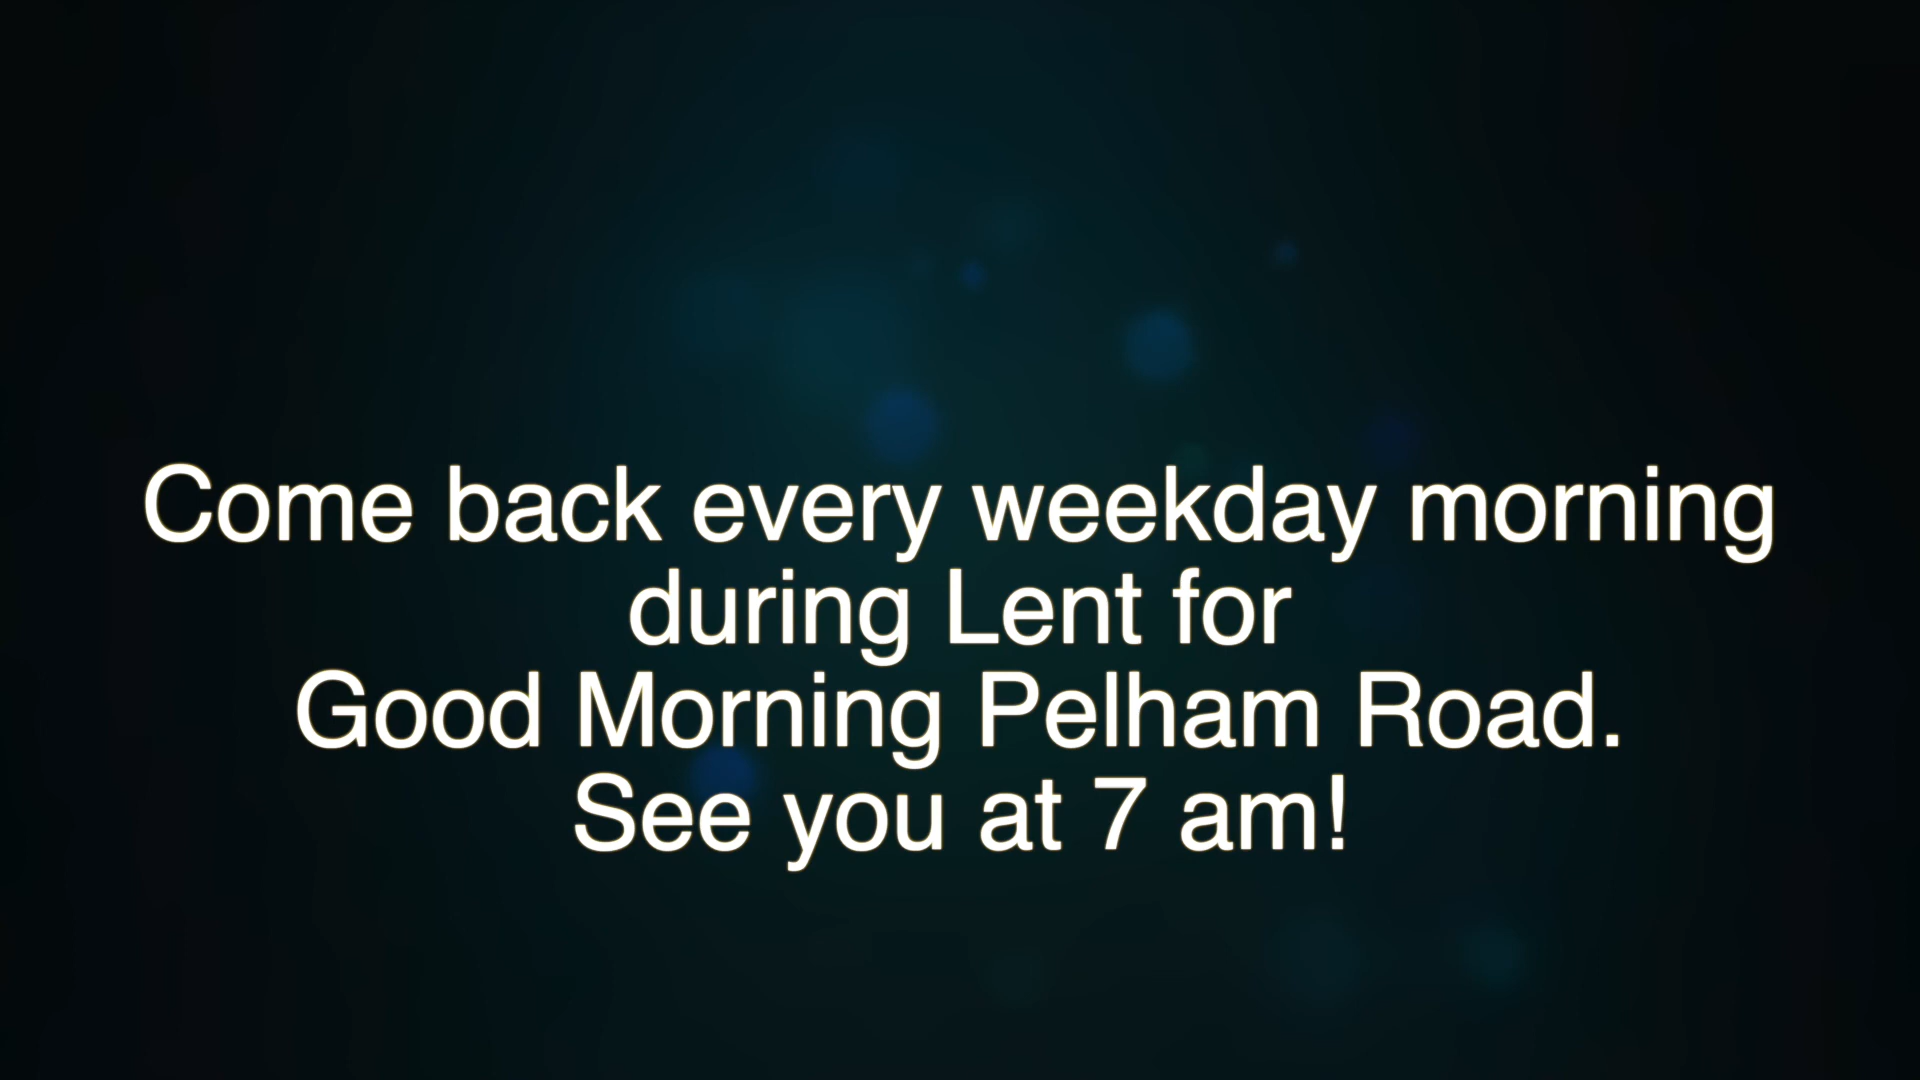 Come back every weekday morning
during Lent for
Good Morning Pelham Road.
See you at 7 am!